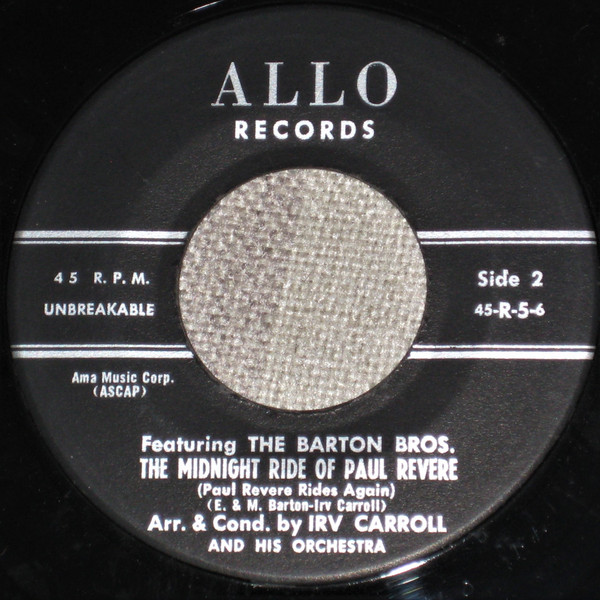 ALLO
RECORDS
45 R.P.M.
UNBREAKABLE
Side 2
45-R-5-6
Ama Music Corp.
(ASCAP)
Featuring THE BARTON BROS.
THE MIDNIGHT RIDE OF PAUL REVERE
(Paul Revere Rides Again)
(E. & M. Barton-Irv Carroll)
Arr. & Cond. by IRV CARROLL
AND HIS ORCHESTRA